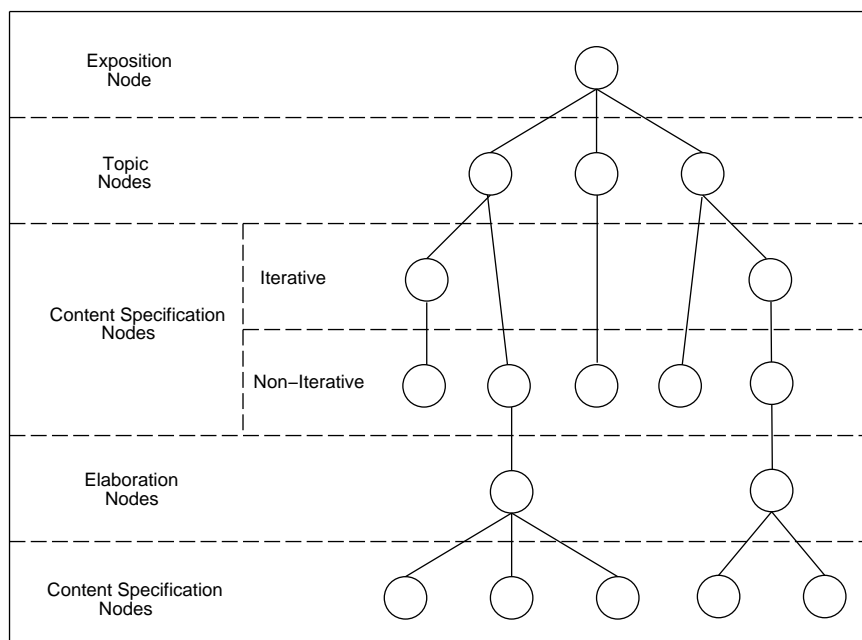 Exposition
Node
Topic
Nodes
Iterative
Content Specification
Nodes
Non−Iterative
Elaboration
Nodes
Content Specification
Nodes